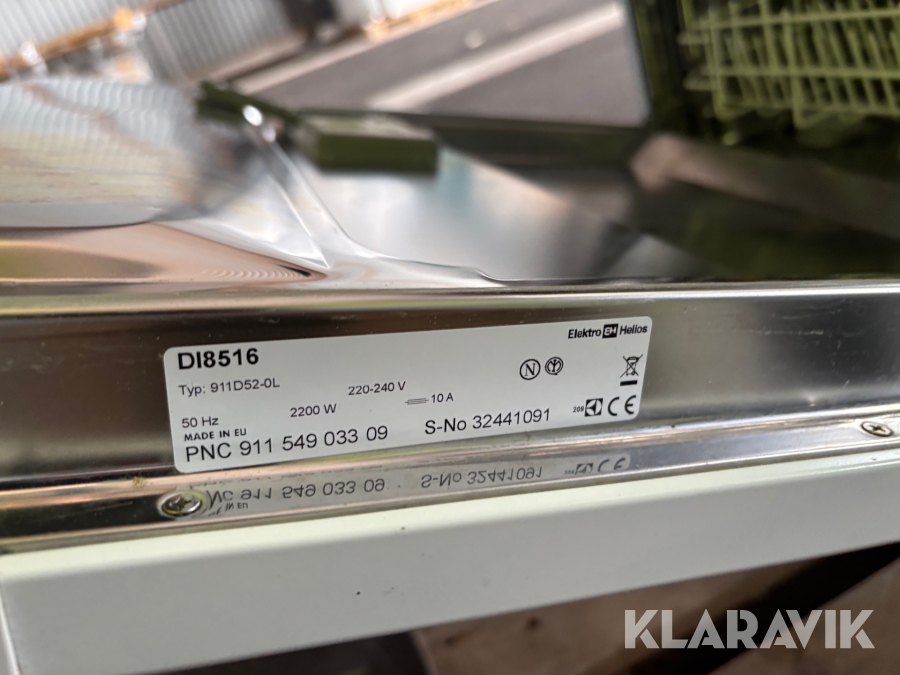 DI8516
Elektro EH Helios
Typ: 911D52-0L
220-240 V
N
50 Hz
2200 W
10 A
MADE IN EU
208 CE
PNC 911 549 033 09
S-No 32441091
KLARAVIK